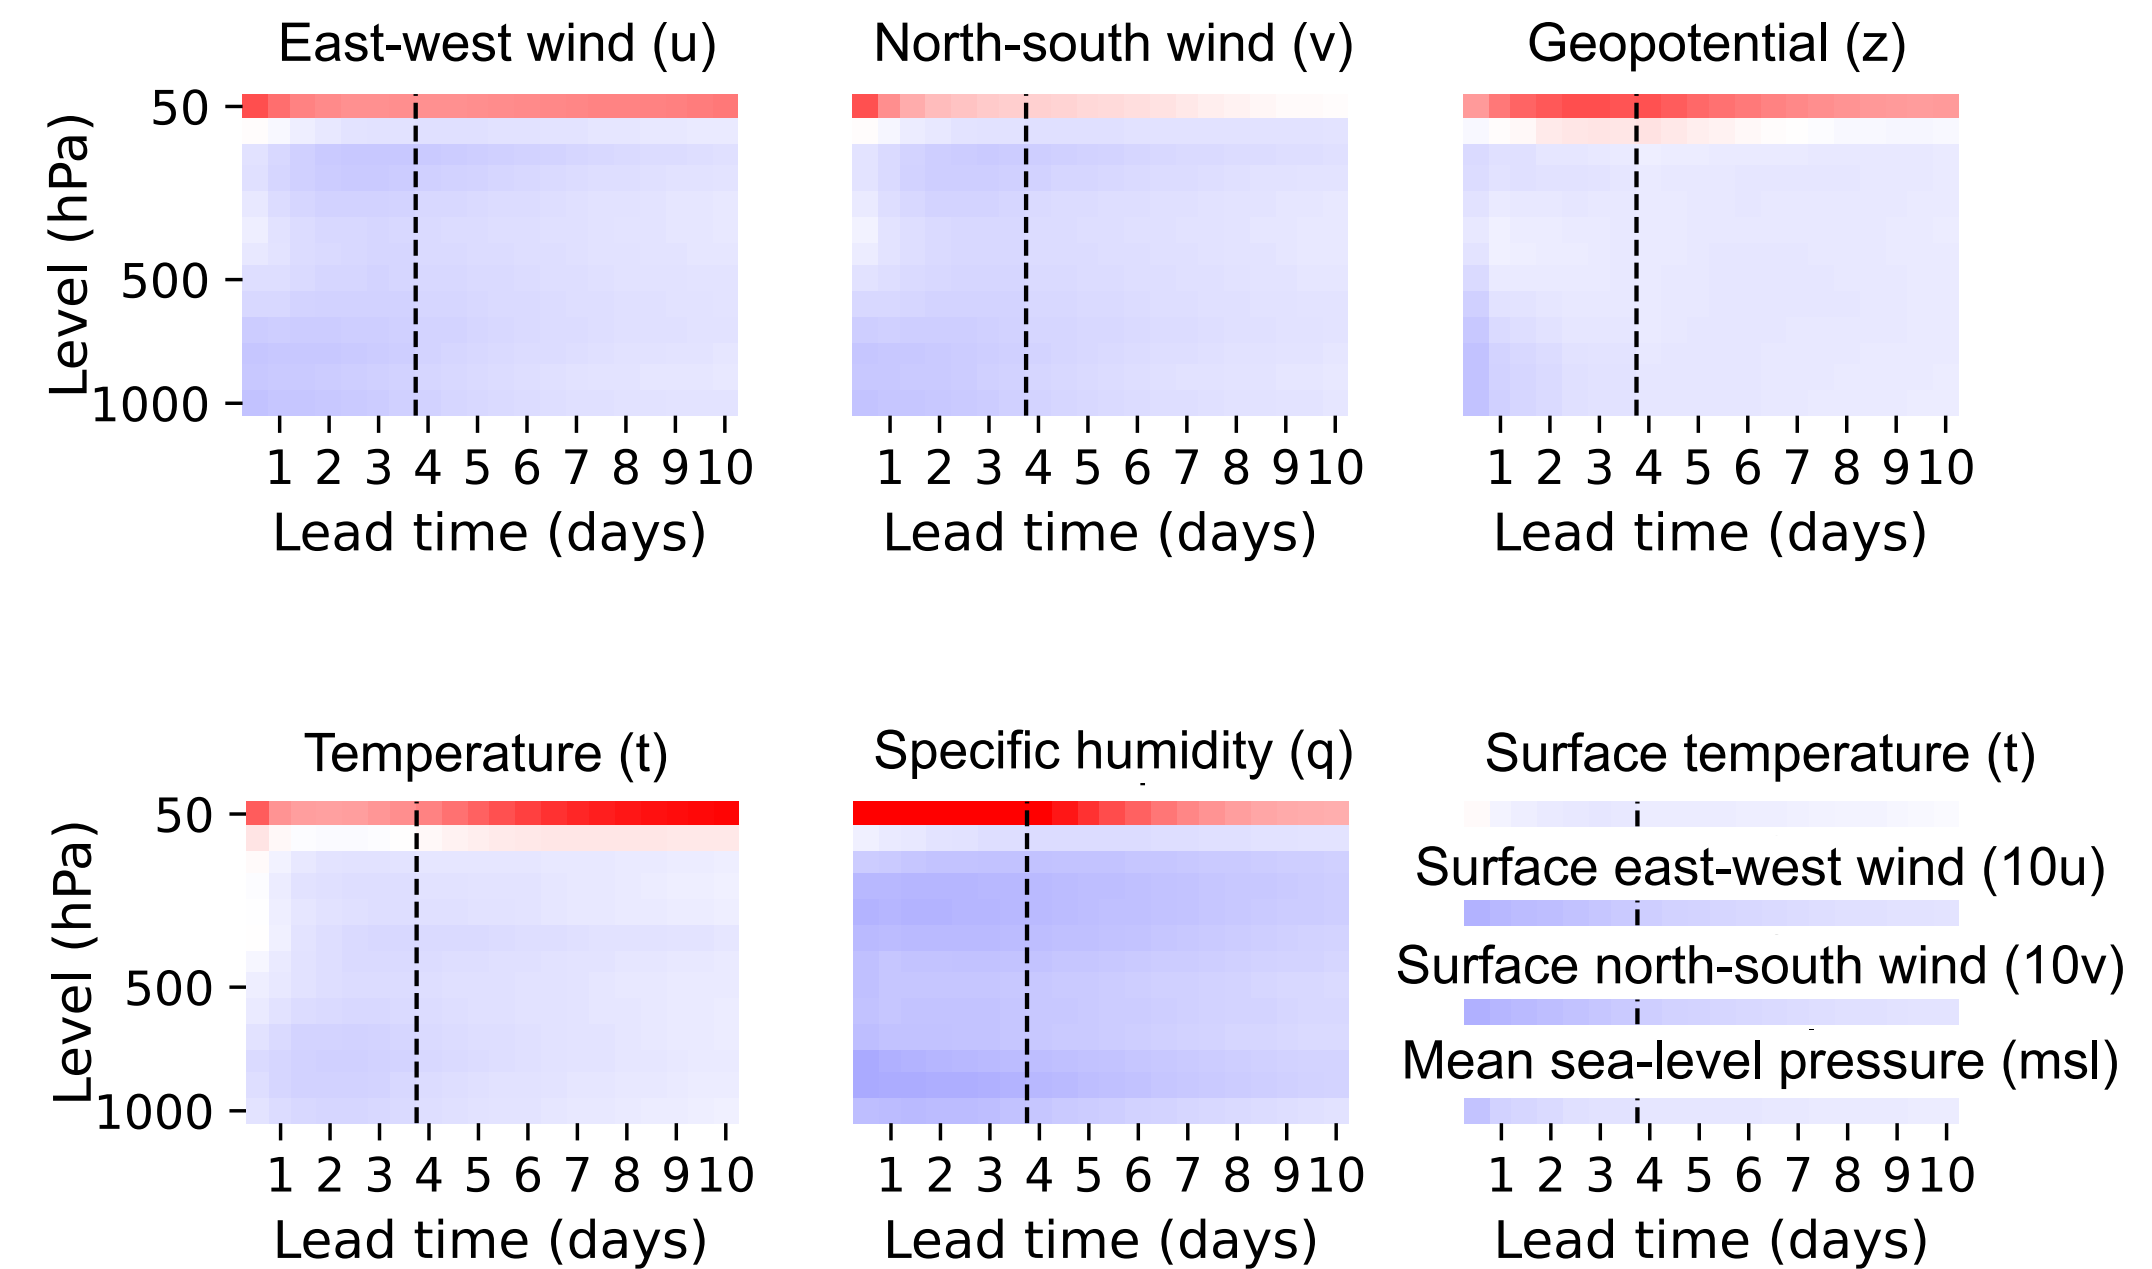 East-west wind (u)
North-south wind (v)
Geopotential (z)
Level (hPa)
50
500
1000
1 2 3 4 5 6 7 8 9 10
1 2 3 4 5 6 7 8 9 10
1 2 3 4 5 6 7 8 9 10
Lead time (days)
Lead time (days)
Lead time (days)
Temperature (t)
Specific humidity (q)
Surface temperature (t)
Level (hPa)
50
500
1000
Surface east-west wind (10u)
Surface north-south wind (10v)
Mean sea-level pressure (msl)
1 2 3 4 5 6 7 8 9 10
1 2 3 4 5 6 7 8 9 10
1 2 3 4 5 6 7 8 9 10
Lead time (days)
Lead time (days)
Lead time (days)